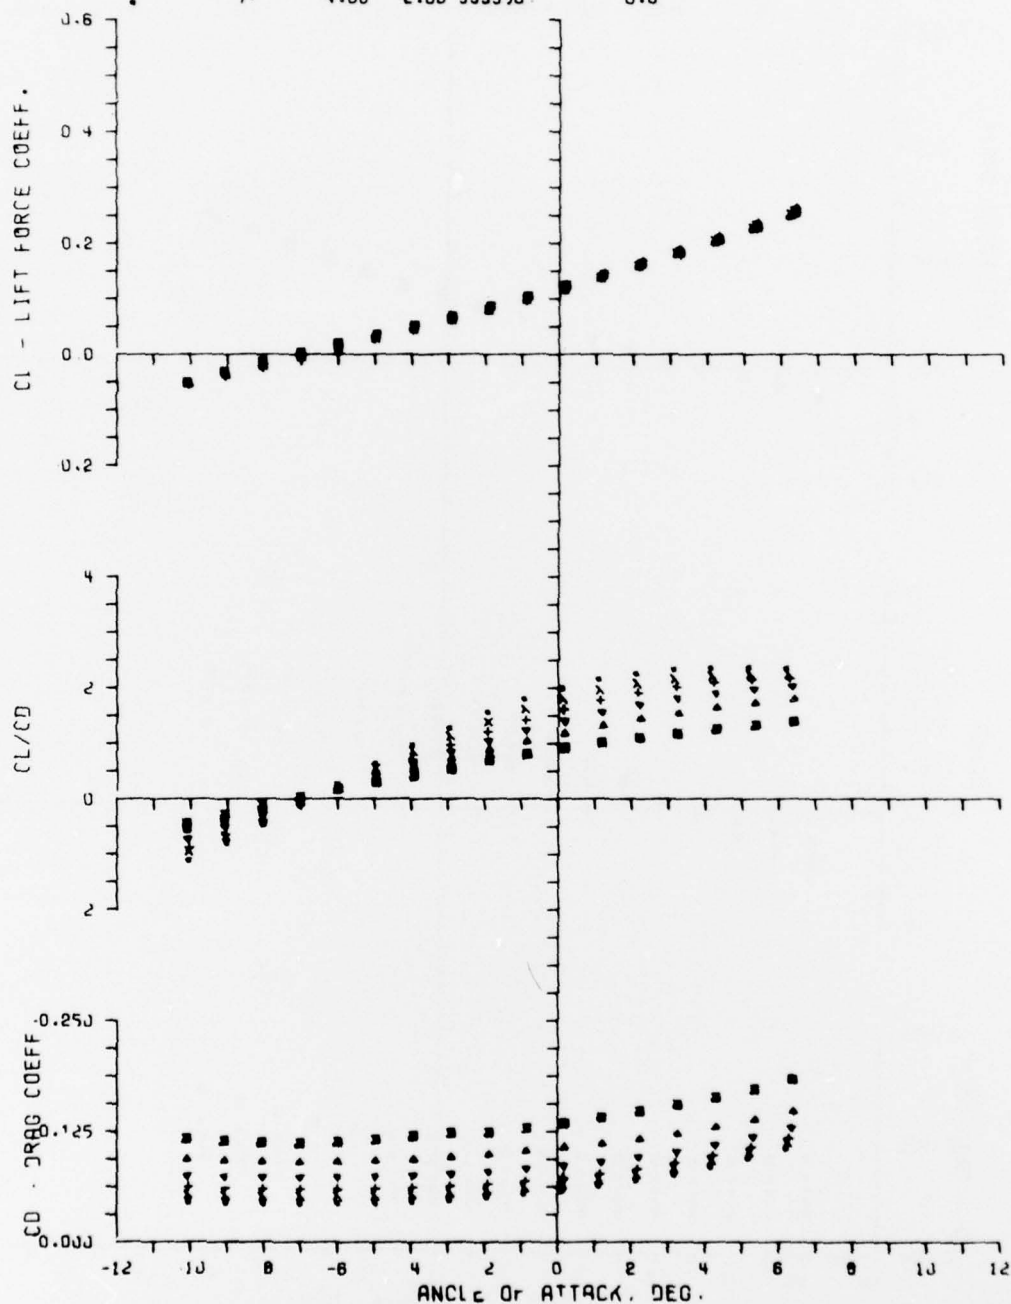 0.6
CL - LIFT FORCE COEFF.
0 4
0.2
0.0
0.2
4
2
CL/CD
0
2
0.250
CD - DRAG COEFF
0.125
0.000
-12 10 8 6 4 2 0 2 4 6 8 10 12
ANGLE OF ATTACK, DEG.